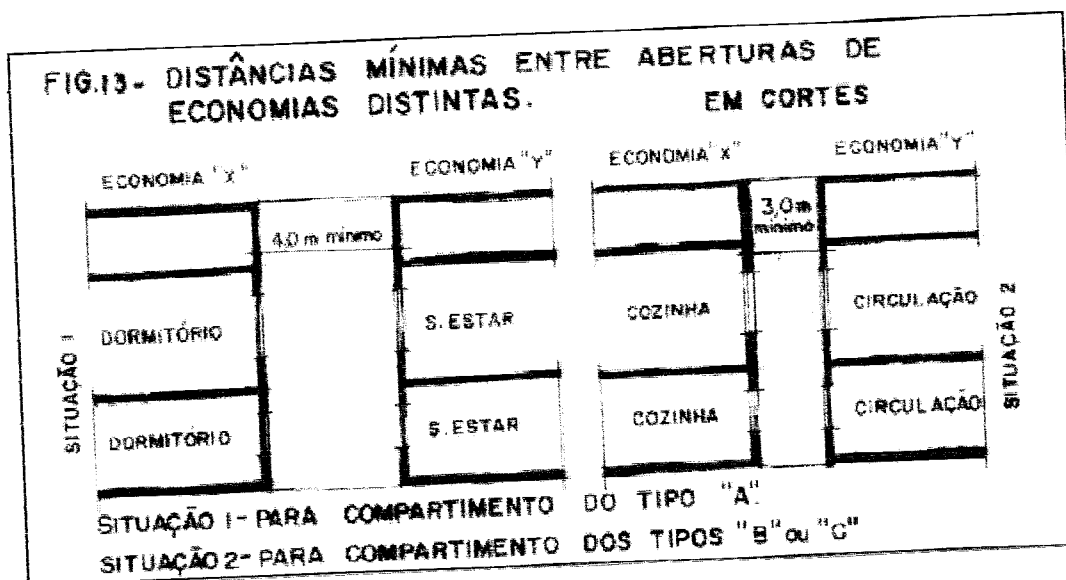 FIG.13- DISTÂNCIAS MÍNIMAS ENTRE ABERTURAS DE
ECONOMIAS DISTINTAS. EM CORTES
ECONOMIA "X"
ECONOMIA "Y"
ECONOMIA "X"
ECONOMIA "Y"
4,0 m mínimo
3,0m
mínimo
SITUAÇÃO 1
DORMITÓRIO
S. ESTAR
COZINHA
CIRCULAÇÃO
SITUAÇÃO 2
DORMITÓRIO
S. ESTAR
COZINHA
CIRCULAÇÃO
SITUAÇÃO 1- PARA COMPARTIMENTO DO TIPO "A".
SITUAÇÃO 2- PARA COMPARTIMENTO DOS TIPOS "B" ou "C"